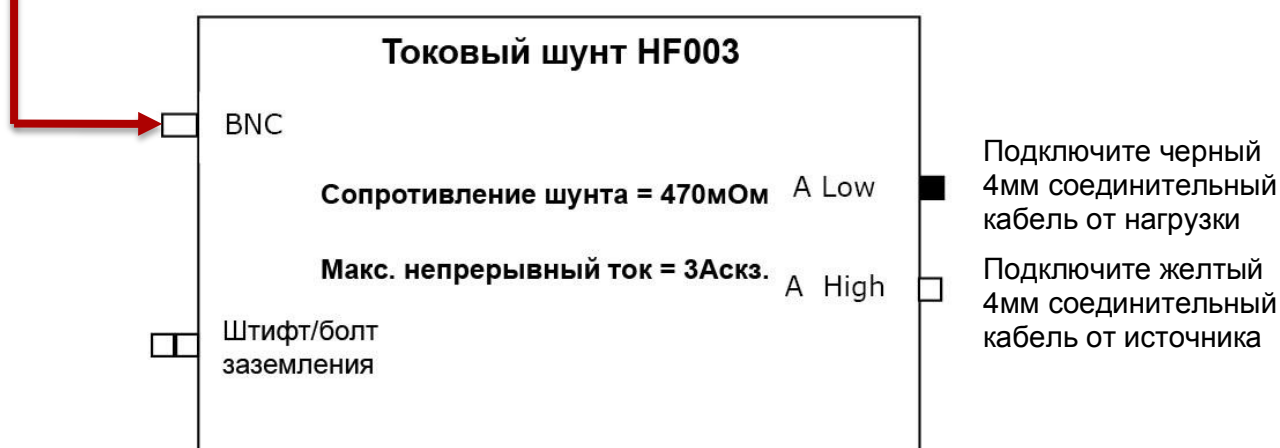 Токовый шунт HF003
BNC
Сопротивление шунта = 470мОм
A Low
Макс. непрерывный ток = 3Аскз.
A High
Штифт/болт
заземления
Подключите черный
4мм соединительный
кабель от нагрузки
Подключите желтый
4мм соединительный
кабель от источника